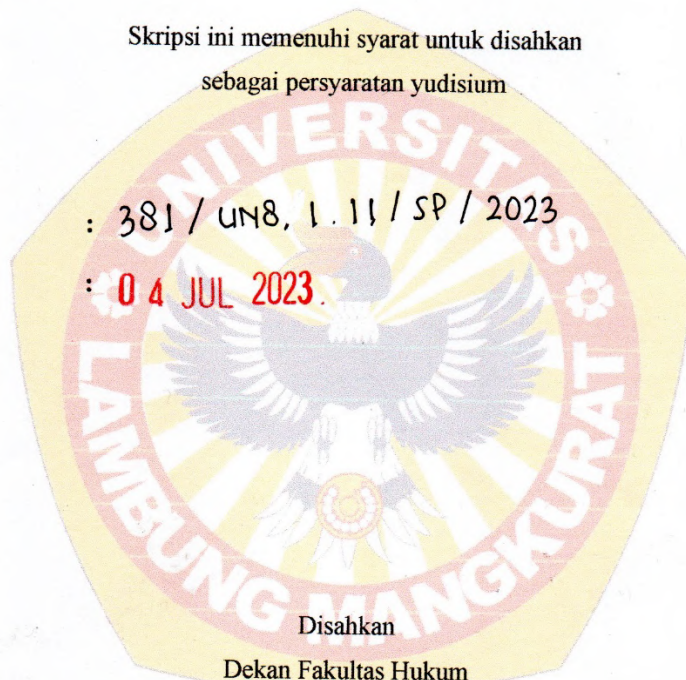 Skripsi ini memenuhi syarat untuk disahkan
sebagai persyaratan yudisium
UNIVERSITAS
: 381 / UN8. 1. 11 / SP / 2023
: 04 JUL 2023.
LAMBUNG MANGKURAT
Disahkan
Dekan Fakultas Hukum